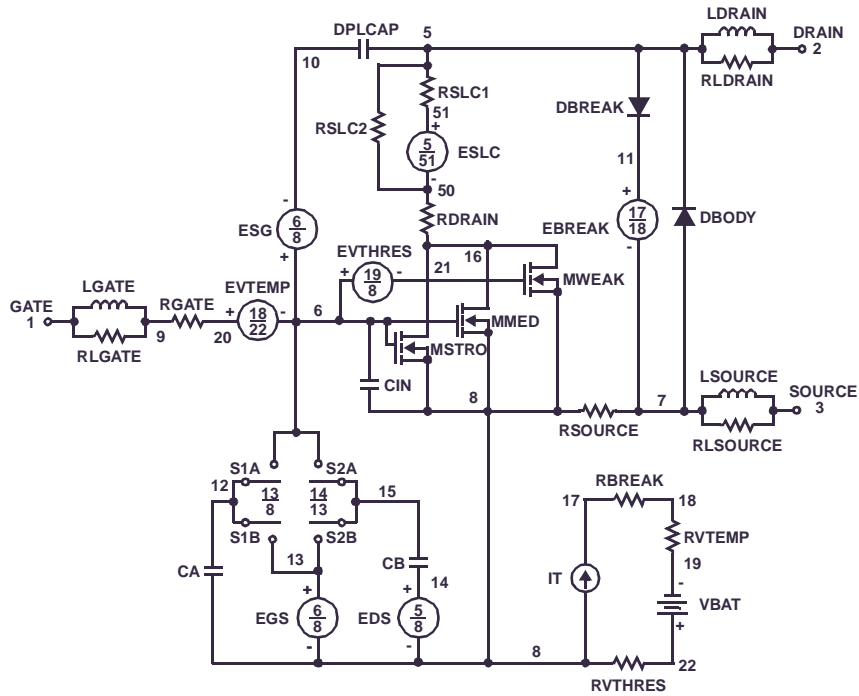 LDRAIN
DPLCAP 5 DRAIN
10 2
RLDRAIN
RSLC1
DBREAK
51
RSLC2 +
5
51
ESLC
11
-
50
-
+
6
8
ESG
RDRAIN
17
18
EBREAK
DBODY
+
EVTHRES
-
16
+ 19
8
- 21
MWEAK
LGATE
EVTEMP
GATE
1
RGATE
+ 18
22
- 6
MMED
9
20
MSTRO
RLGATE
CIN
8
LSOURCE
7
SOURCE
3
RSOURCE
RLSOURCE
S1A
S2A
12
13
8
14
13
15
RBREAK
17
18
S1B
S2B
RVTEMP
13
CB
19
CA
IT
-
+
+
14
VBAT
EGS
6
8
EDS
5
8
+
-
-
8
22
RVTHRES